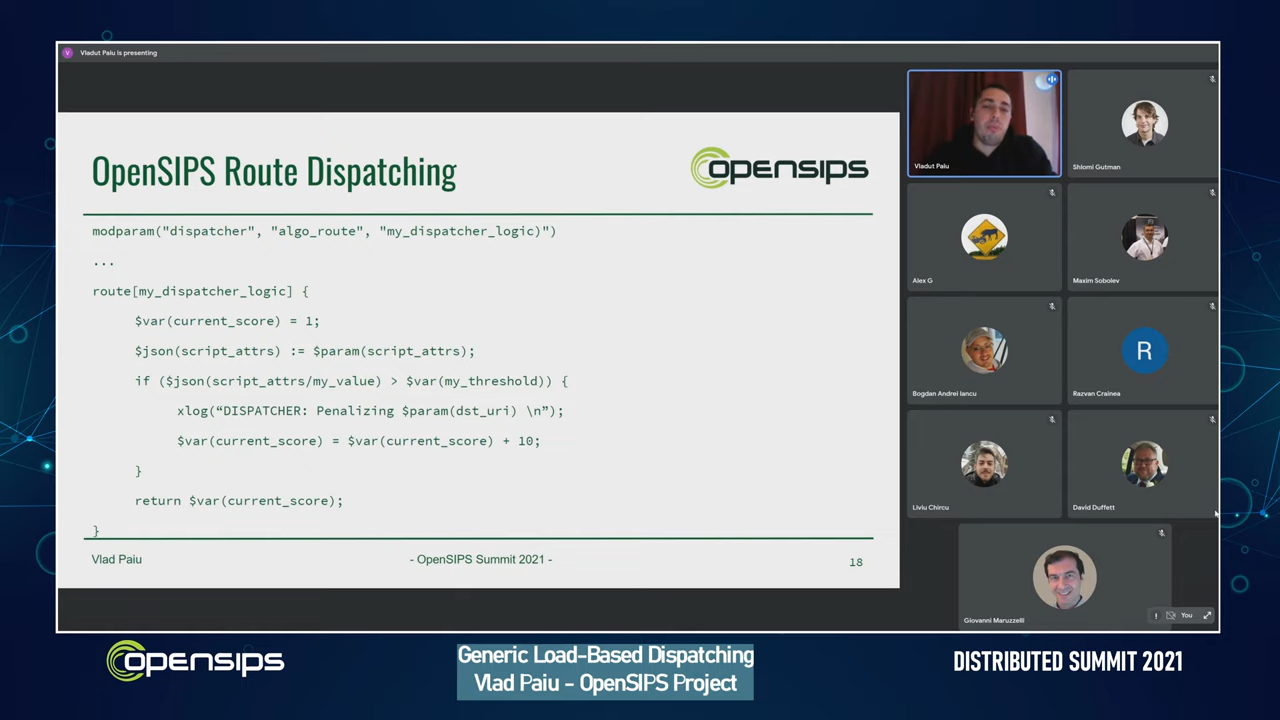 V
Vladut Paiu is presenting
OpenSIPS Route Dispatching
opensips
modparam("dispatcher", "algo_route", "my_dispatcher_logic)")
...
route[my_dispatcher_logic] {
$var(current_score) = 1;
$json(script_attrs) := $param(script_attrs);
if ($json(script_attrs/my_value) > $var(my_threshold)) {
xlog(“DISPATCHER: Penalizing $param(dst_uri) \n”);
$var(current_score) = $var(current_score) + 10;
}
return $var(current_score);
}
Vlad Paiu
- OpenSIPS Summit 2021 -
18
Vladut Paiu
Shlomi Gutman
Alex G
Maxim Sobolev
Bogdan Andrei Iancu
R
Razvan Crainea
Liviu Chircu
David Duffett
Giovanni Maruzzelli
You
opensips
Generic Load-Based Dispatching
Vlad Paiu - OpenSIPS Project
DISTRIBUTED SUMMIT 2021